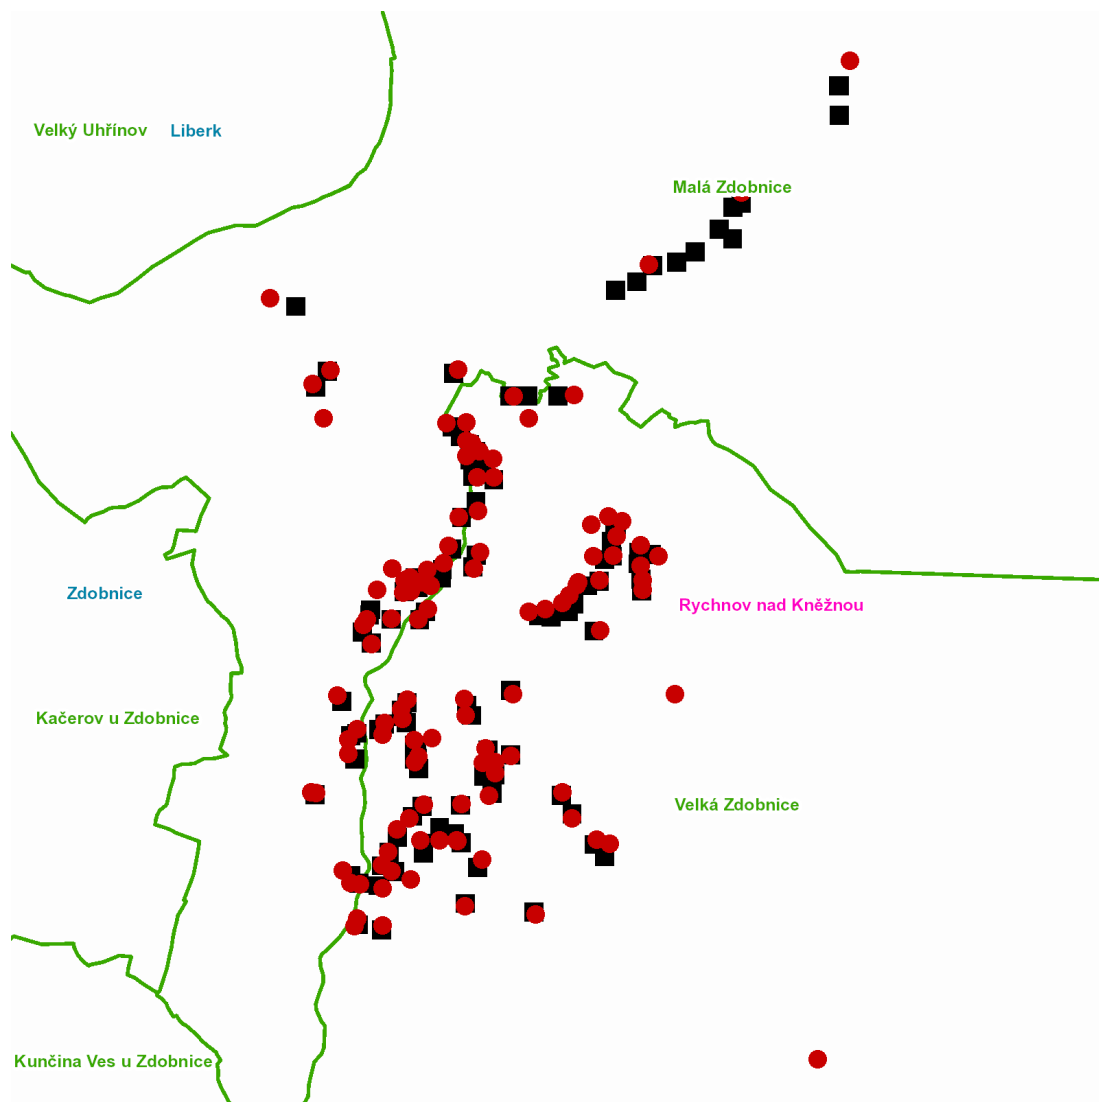 Velký Uhřínov
Liberk
Malá Zdobnice
Zdobnice
Rychnov nad Kněžnou
Kačerov u Zdobnice
Velká Zdobnice
Kunčina Ves u Zdobnice